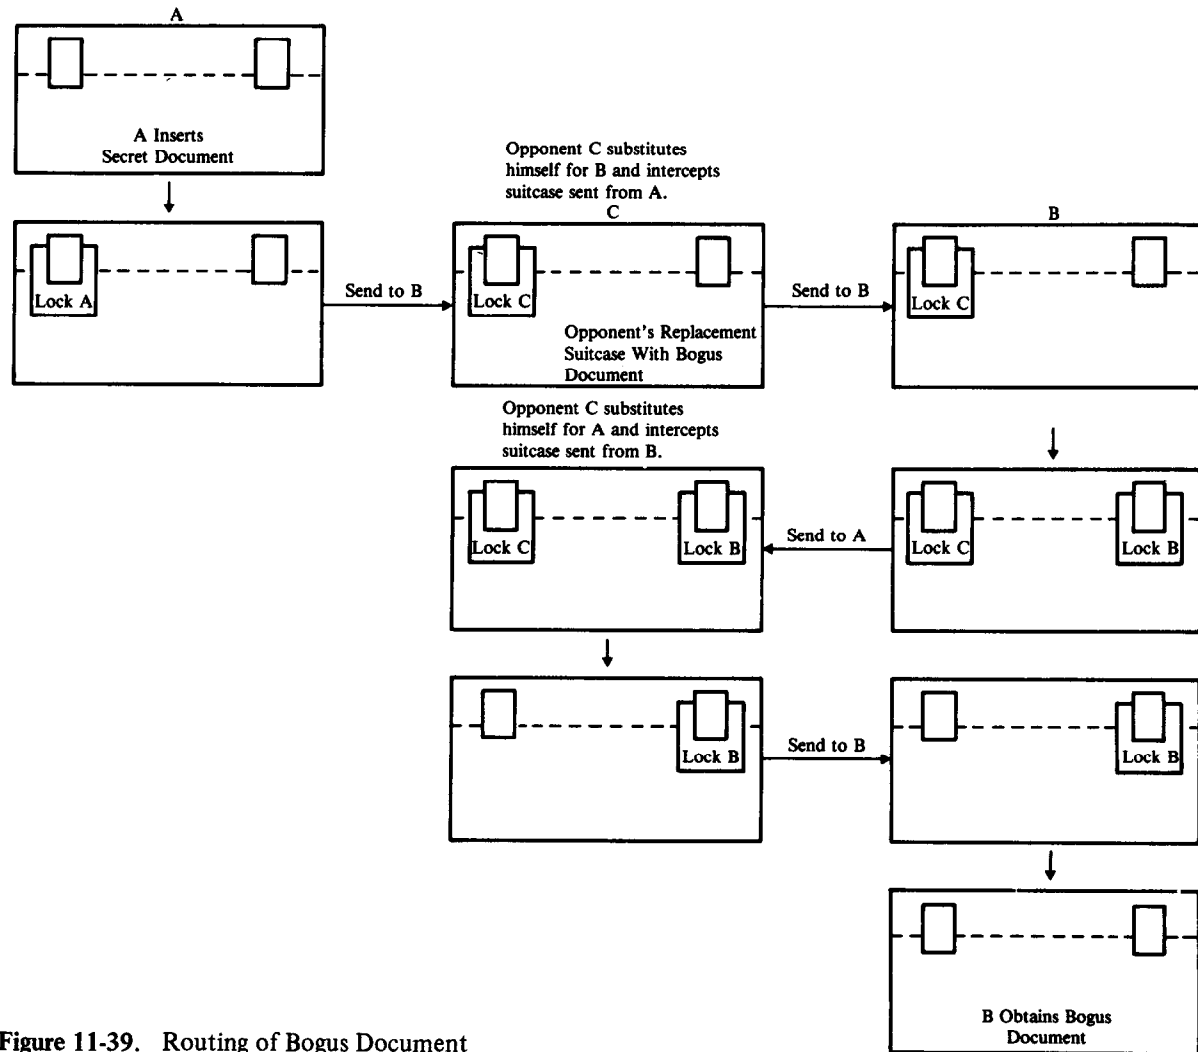 A
A Inserts
Secret Document
Opponent C substitutes
himself for B and intercepts
suitcase sent from A.
C
B
Lock A
Send to B
Lock C
Opponent's Replacement
Suitcase With Bogus
Document
Send to B
Lock C
Opponent C substitutes
himself for A and intercepts
suitcase sent from B.
Lock C
Lock B
Send to A
Lock C
Lock B
Lock B
Send to B
Lock B
B Obtains Bogus
Document
Figure 11-39. Routing of Bogus Document